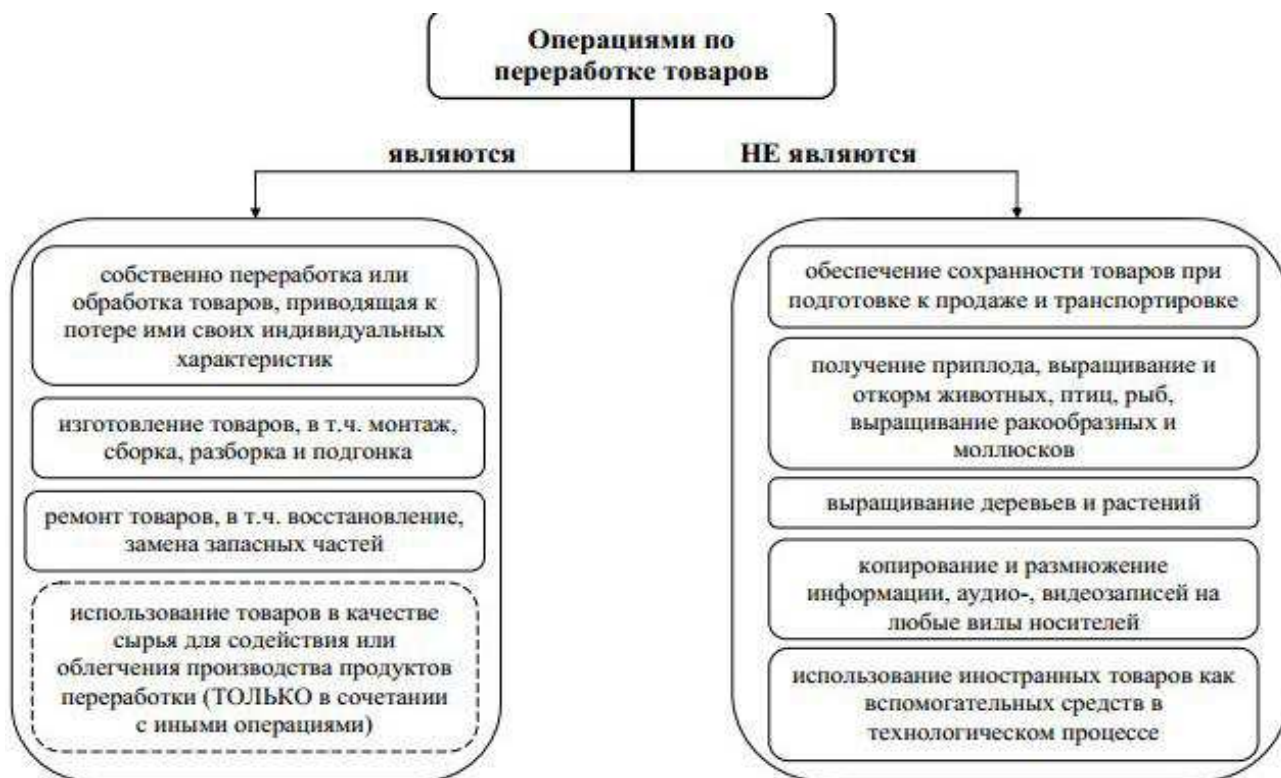 Операциями по
переработке товаров
являются
НЕ являются
собственно переработка или
обработка товаров, приводящая к
потере ими своих индивидуальных
характеристик
изготовление товаров, в т.ч. монтаж,
сборка, разборка и подгонка
ремонт товаров, в т.ч. восстановление,
замена запасных частей
использование товаров в качестве
сырья для содействия или
облегчения производства продуктов
переработки (ТОЛЬКО в сочетании
с иными операциями)
обеспечение сохранности товаров при
подготовке к продаже и транспортировке
получение приплода, выращивание и
откорм животных, птиц, рыб,
выращивание ракообразных и
моллюсков
выращивание деревьев и растений
копирование и размножение
информации, аудио-, видеозаписей на
любые виды носителей
использование иностранных товаров как
вспомогательных средств в
технологическом процессе